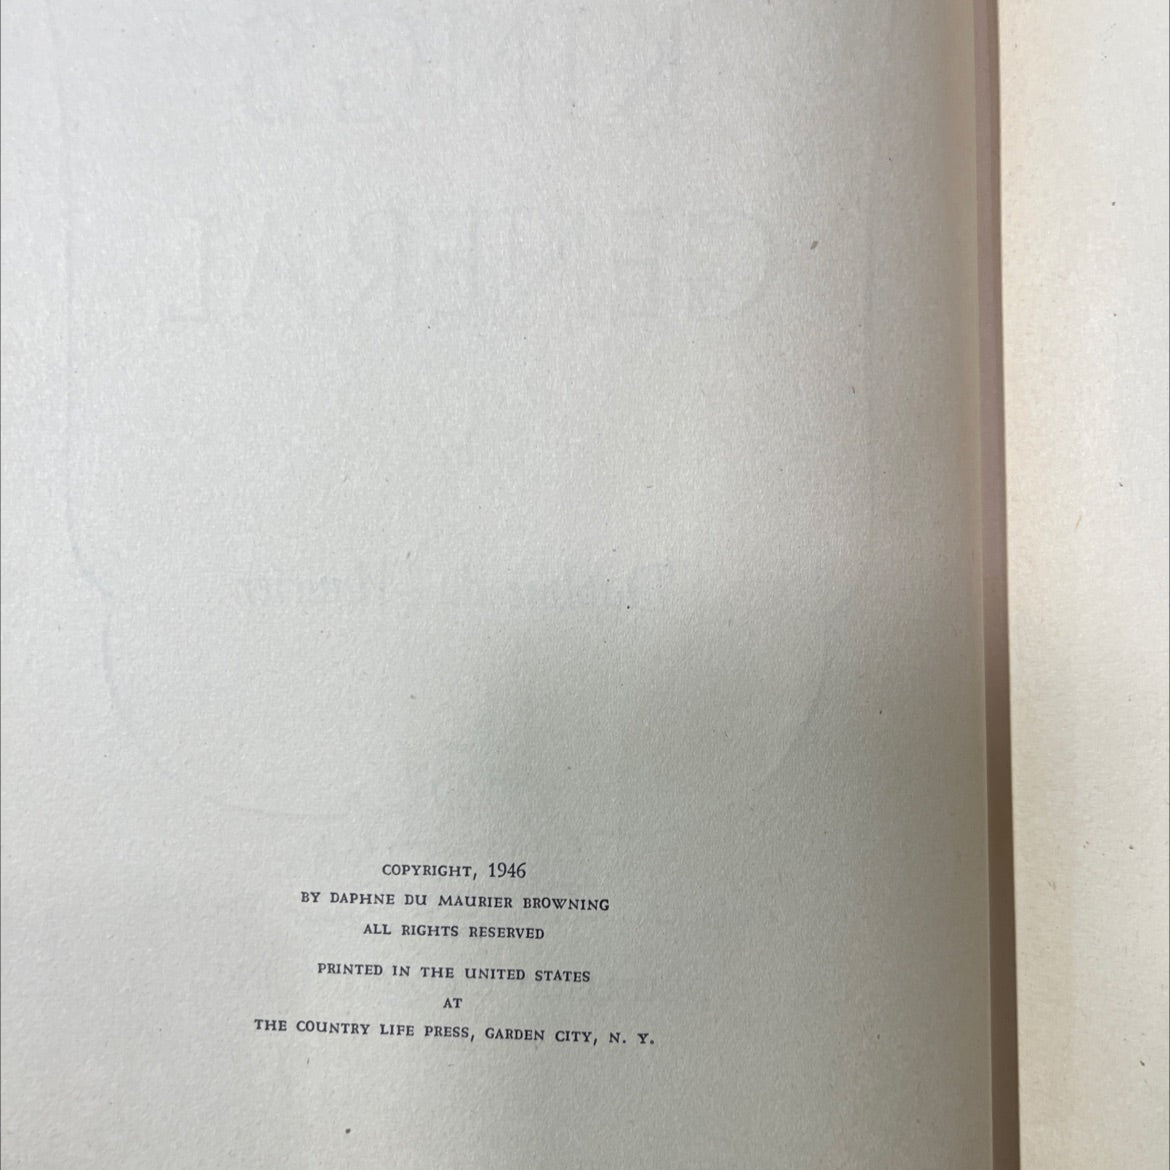 COPYRIGHT, 1946
BY DAPHNE DU MAURIER BROWNING
ALL RIGHTS RESERVED
PRINTED IN THE UNITED STATES
AT
THE COUNTRY LIFE PRESS, GARDEN CITY, N. Y.